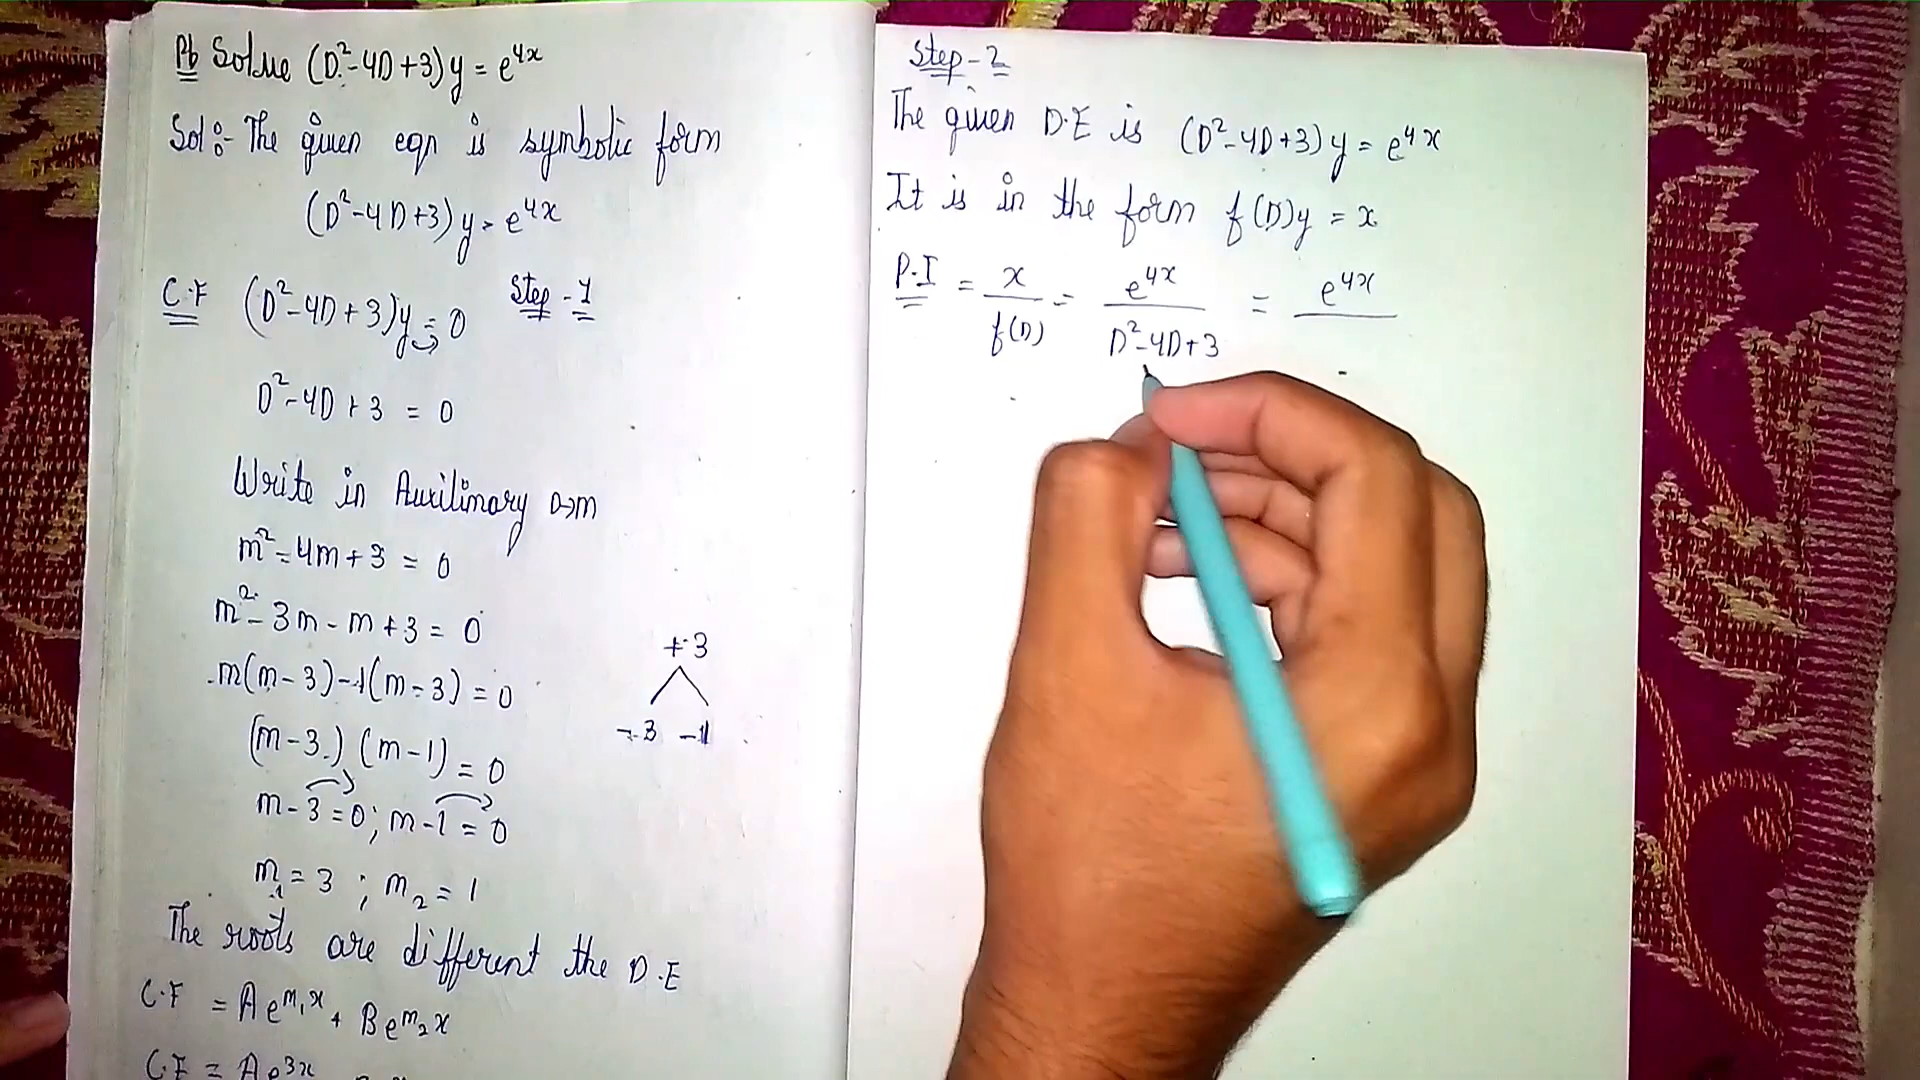 Pb Solve (D²-4D+3)y = e^4x
Sol:- The given eqn is symbolic form
(D²-4D+3)y = e^4x
C.F (D²-4D+3)y = 0 Step-1
D²-4D+3 = 0
Write in Auxilinary D→m
m²-4m+3 = 0
m²-3m-m+3 = 0
m(m-3)-1(m-3) = 0
+3
-3 -1
(m-3)(m-1) = 0
m-3=0; m-1=0
m₁=3 ; m₂=1
The roots are different the D.E
C.F = Ae^m₁x + Be^m₂x
C.F = Ae^3x
Step-2
The given D.E is (D²-4D+3)y = e^4x
It is in the form f(D)y = x
P.I = x/f(D) = e^4x/D²-4D+3 = e^4x